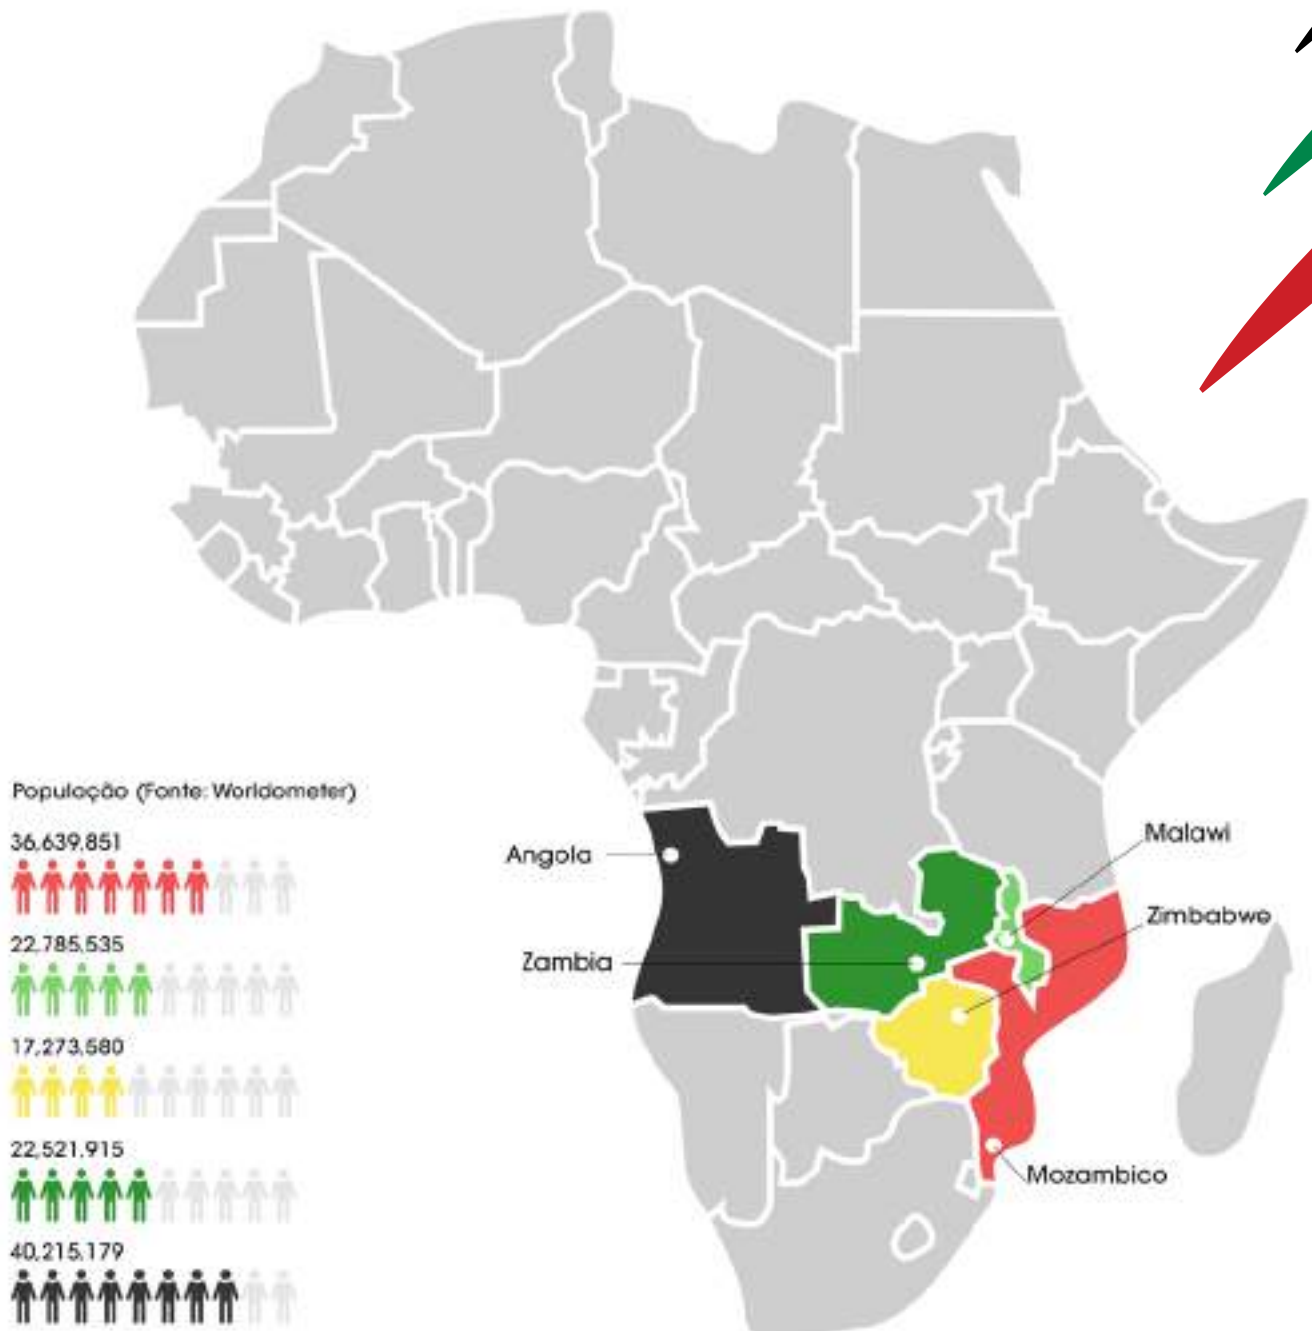 População (Fonte: Worldometer)
36,639,851
22,785,535
17,273,580
22,521,915
40,215,179
Angola
Zambia
Malawi
Zimbabwe
Mozambico